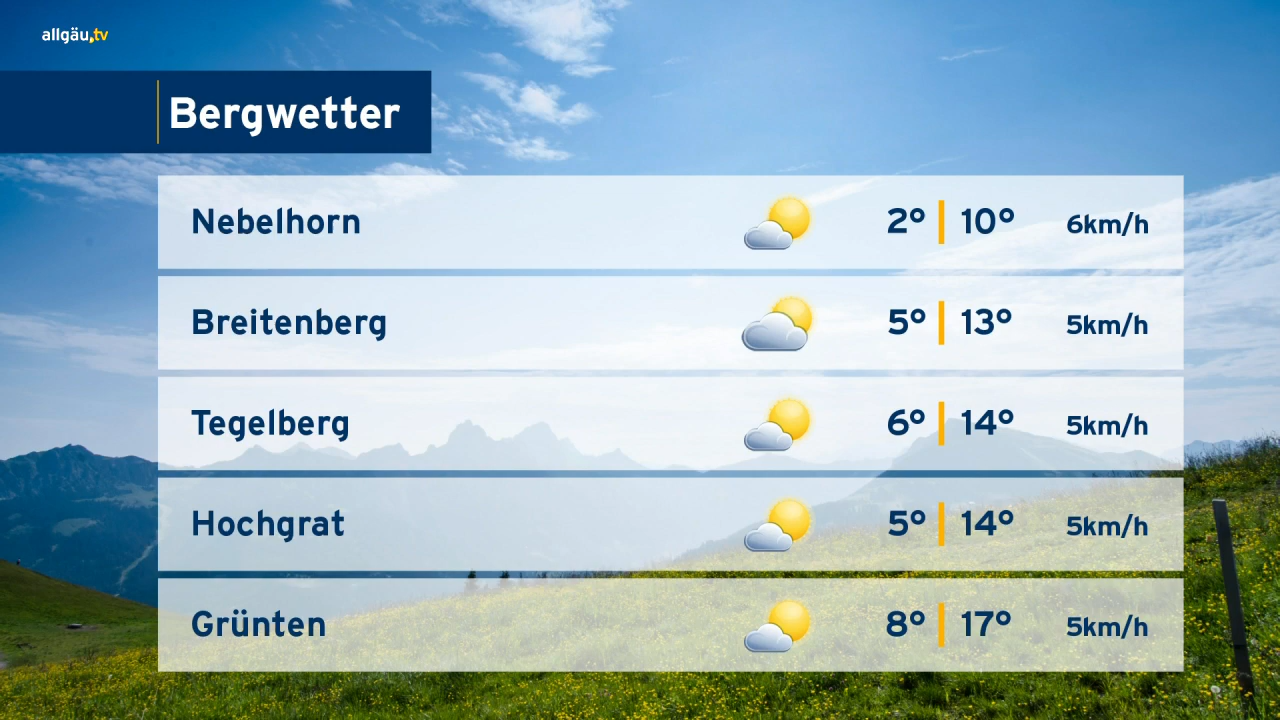 allgäu.tv
Bergwetter
Nebelhorn 2° | 10° 6km/h
Breitenberg 5° | 13° 5km/h
Tegelberg 6° | 14° 5km/h
Hochgrat 5° | 14° 5km/h
Grünten 8° | 17° 5km/h